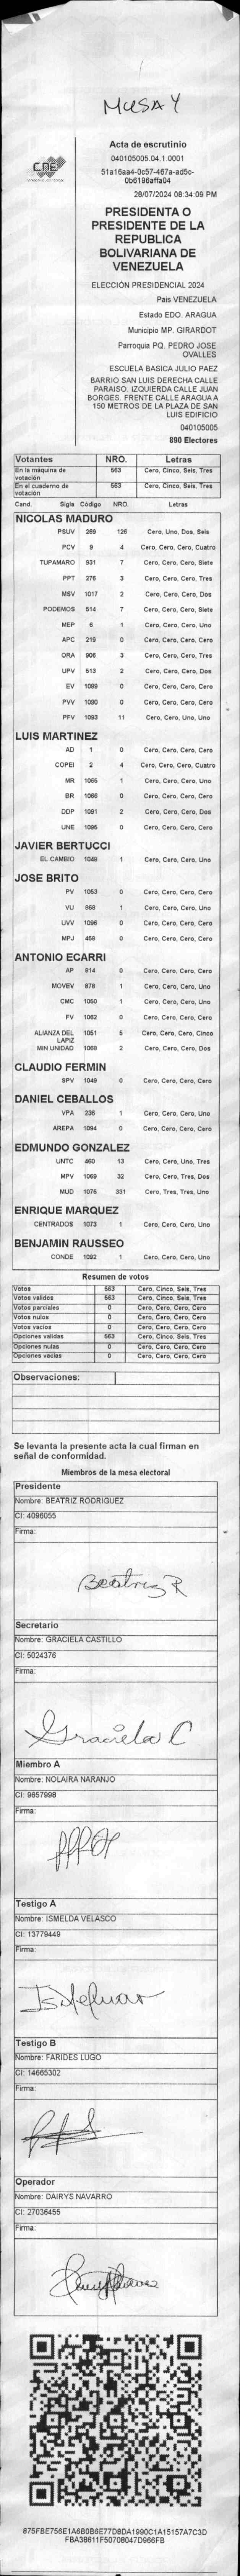 MESA 4
CNE
Acta de escrutinio
040105005.04.1.0001
51a16aa4-0c57-467a-ad5c-
0b6196affa04
28/07/2024 08:34:09 PM
PRESIDENTA O
PRESIDENTE DE LA
REPUBLICA
BOLIVARIANA DE
VENEZUELA
ELECCIÓN PRESIDENCIAL 2024
Pais VENEZUELA
Estado EDO. ARAGUA
Municipio MP. GIRARDOT
Parroquia PQ. PEDRO JOSE
OVALLES
ESCUELA BASICA JULIO PAEZ
BARRIO SAN LUIS DERECHA CALLE
PARAISO. IZQUIERDA CALLE JUAN
BORGES. FRENTE CALLE ARAGUA A
150 METROS DE LA PLAZA DE SAN
LUIS EDIFICIO
040105005
890 Electores
Votantes NRO. Letras
En la máquina de votación 563 Cero, Cinco, Seis, Tres
En el cuaderno de votación 563 Cero, Cinco, Seis, Tres
Cand. Sigla Código NRO. Letras
NICOLAS MADURO
PSUV 269 126 Cero, Uno, Dos, Seis
PCV 9 4 Cero, Cero, Cero, Cuatro
TUPAMARO 931 7 Cero, Cero, Cero, Siete
PPT 276 3 Cero, Cero, Cero, Tres
MSV 1017 2 Cero, Cero, Cero, Dos
PODEMOS 514 7 Cero, Cero, Cero, Siete
MEP 6 1 Cero, Cero, Cero, Uno
APC 219 0 Cero, Cero, Cero, Cero
ORA 906 3 Cero, Cero, Cero, Tres
UPV 513 2 Cero, Cero, Cero, Dos
EV 1089 0 Cero, Cero, Cero, Cero
PVV 1090 0 Cero, Cero, Cero, Cero
PFV 1093 11 Cero, Cero, Uno, Uno
LUIS MARTINEZ
AD 1 0 Cero, Cero, Cero, Cero
COPEI 2 4 Cero, Cero, Cero, Cuatro
MR 1055 1 Cero, Cero, Cero, Uno
BR 1066 0 Cero, Cero, Cero, Cero
DDP 1091 2 Cero, Cero, Cero, Dos
UNE 1095 0 Cero, Cero, Cero, Cero
JAVIER BERTUCCI
EL CAMBIO 1048 1 Cero, Cero, Cero, Uno
JOSE BRITO
PV 1053 0 Cero, Cero, Cero, Cero
VU 868 1 Cero, Cero, Cero, Uno
UVV 1096 0 Cero, Cero, Cero, Cero
MPJ 458 0 Cero, Cero, Cero, Cero
ANTONIO ECARRI
AP 814 0 Cero, Cero, Cero, Cero
MOVEV 878 1 Cero, Cero, Cero, Uno
CMC 1050 1 Cero, Cero, Cero, Uno
FV 1062 0 Cero, Cero, Cero, Cero
ALIANZA DEL LAPIZ 1051 5 Cero, Cero, Cero, Cinco
MIN UNIDAD 1068 2 Cero, Cero, Cero, Dos
CLAUDIO FERMIN
SPV 1049 0 Cero, Cero, Cero, Cero
DANIEL CEBALLOS
VPA 236 1 Cero, Cero, Cero, Uno
AREPA 1094 0 Cero, Cero, Cero, Cero
EDMUNDO GONZALEZ
UNTC 460 13 Cero, Cero, Uno, Tres
MPV 1069 32 Cero, Cero, Tres, Dos
MUD 1075 331 Cero, Tres, Tres, Uno
ENRIQUE MARQUEZ
CENTRADOS 1073 1 Cero, Cero, Cero, Uno
BENJAMIN RAUSSEO
CONDE 1092 1 Cero, Cero, Cero, Uno
Resumen de votos
Votos 563 Cero, Cinco, Seis, Tres
Votos validos 563 Cero, Cinco, Seis, Tres
Votos parciales 0 Cero, Cero, Cero, Cero
Votos nulos 0 Cero, Cero, Cero, Cero
Votos vacios 0 Cero, Cero, Cero, Cero
Opciones validas 563 Cero, Cinco, Seis, Tres
Opciones nulas 0 Cero, Cero, Cero, Cero
Opciones vacias 0 Cero, Cero, Cero, Cero
Observaciones:
Se levanta la presente acta la cual firman en
señal de conformidad.
Miembros de la mesa electoral
Presidente
Nombre: BEATRIZ RODRIGUEZ
CI: 4096055
Firma:
Beatriz R
Secretario
Nombre: GRACIELA CASTILLO
CI: 5024376
Firma:
Graciela C
Miembro A
Nombre: NOLAIRA NARANJO
CI: 9657998
Firma:
Testigo A
Nombre: ISMELDA VELASCO
CI: 13779449
Firma:
Testigo B
Nombre: FARIDES LUGO
CI: 14665302
Firma:
Operador
Nombre: DAIRYS NAVARRO
CI: 27036455
Firma:
875FBE756E1A6B0B6E77D8DA1990C1A15157A7C3D
FBA38611F50708047D966FB